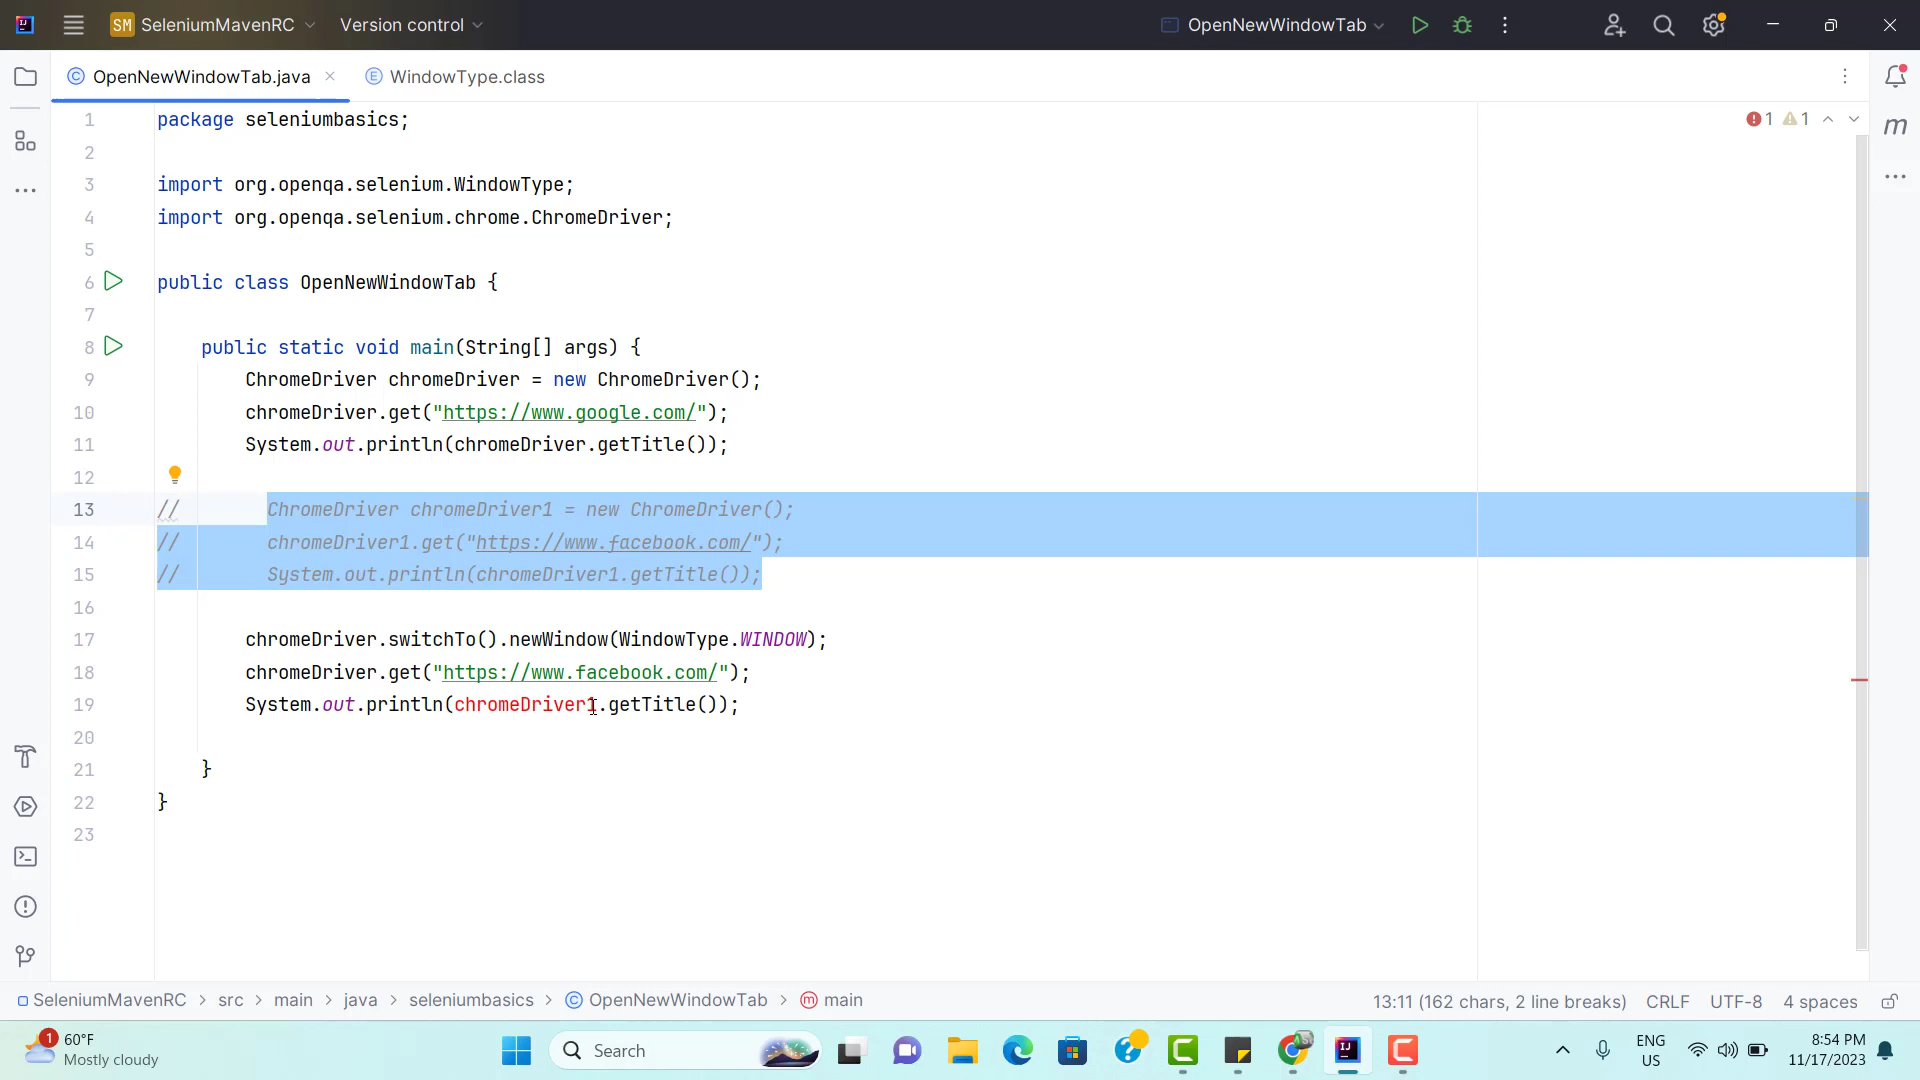 SM SeleniumMavenRC Version control OpenNewWindowTab
OpenNewWindowTab.java WindowType.class
1 package seleniumbasics; 1 1
2
3 import org.openqa.selenium.WindowType;
4 import org.openqa.selenium.chrome.ChromeDriver;
5
6 public class OpenNewWindowTab {
7
8 public static void main(String[] args) {
9 ChromeDriver chromeDriver = new ChromeDriver();
10 chromeDriver.get("https://www.google.com/");
11 System.out.println(chromeDriver.getTitle());
12
13 // ChromeDriver chromeDriver1 = new ChromeDriver();
14 // chromeDriver1.get("https://www.facebook.com/");
15 // System.out.println(chromeDriver1.getTitle());
16
17 chromeDriver.switchTo().newWindow(WindowType.WINDOW);
18 chromeDriver.get("https://www.facebook.com/");
19 System.out.println(chromeDriver1.getTitle());
20
21 }
22 }
23
SeleniumMavenRC > src > main > java > seleniumbasics > OpenNewWindowTab > main 13:11 (162 chars, 2 line breaks) CRLF UTF-8 4 spaces
1 60°F Search ENG 8:54 PM
Mostly cloudy US 11/17/2023